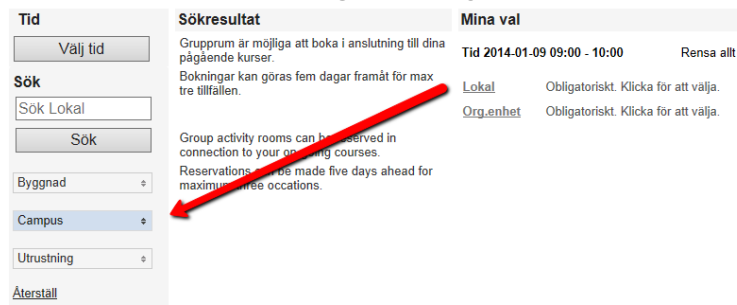 Tid
Välj tid
Sök
Sök Lokal
Sök
Byggnad
Campus
Utrustning
Återställ
Sökresultat
Grupprum är möjliga att boka i anslutning till dina
pågående kurser.
Bokningar kan göras fem dagar framåt för max
tre tillfällen.
Group activity rooms can be reserved in
connection to your ongoing courses.
Reservations can be made five days ahead for
maximum three occations.
Mina val
Tid 2014-01-09 09:00 - 10:00 Rensa allt
Lokal Obligatoriskt. Klicka för att välja.
Org.enhet Obligatoriskt. Klicka för att välja.